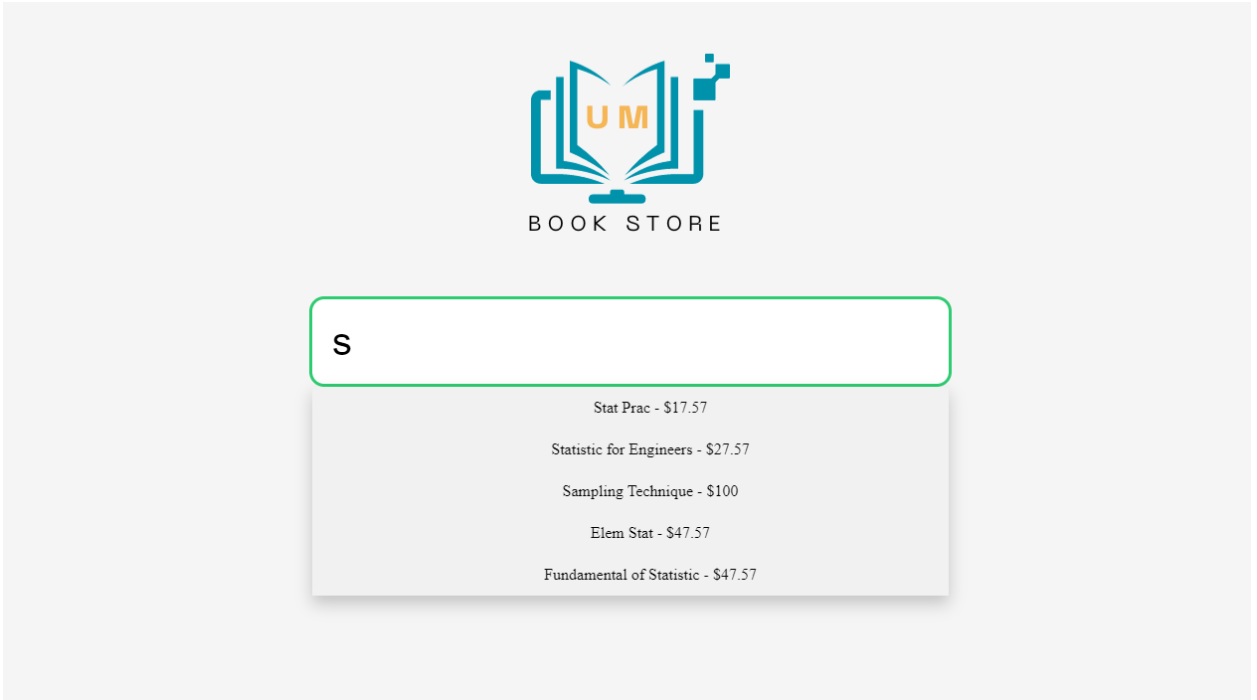 UM
BOOK STORE
S
Stat Prac - $17.57
Statistic for Engineers - $27.57
Sampling Technique - $100
Elem Stat - $47.57
Fundamental of Statistic - $47.57